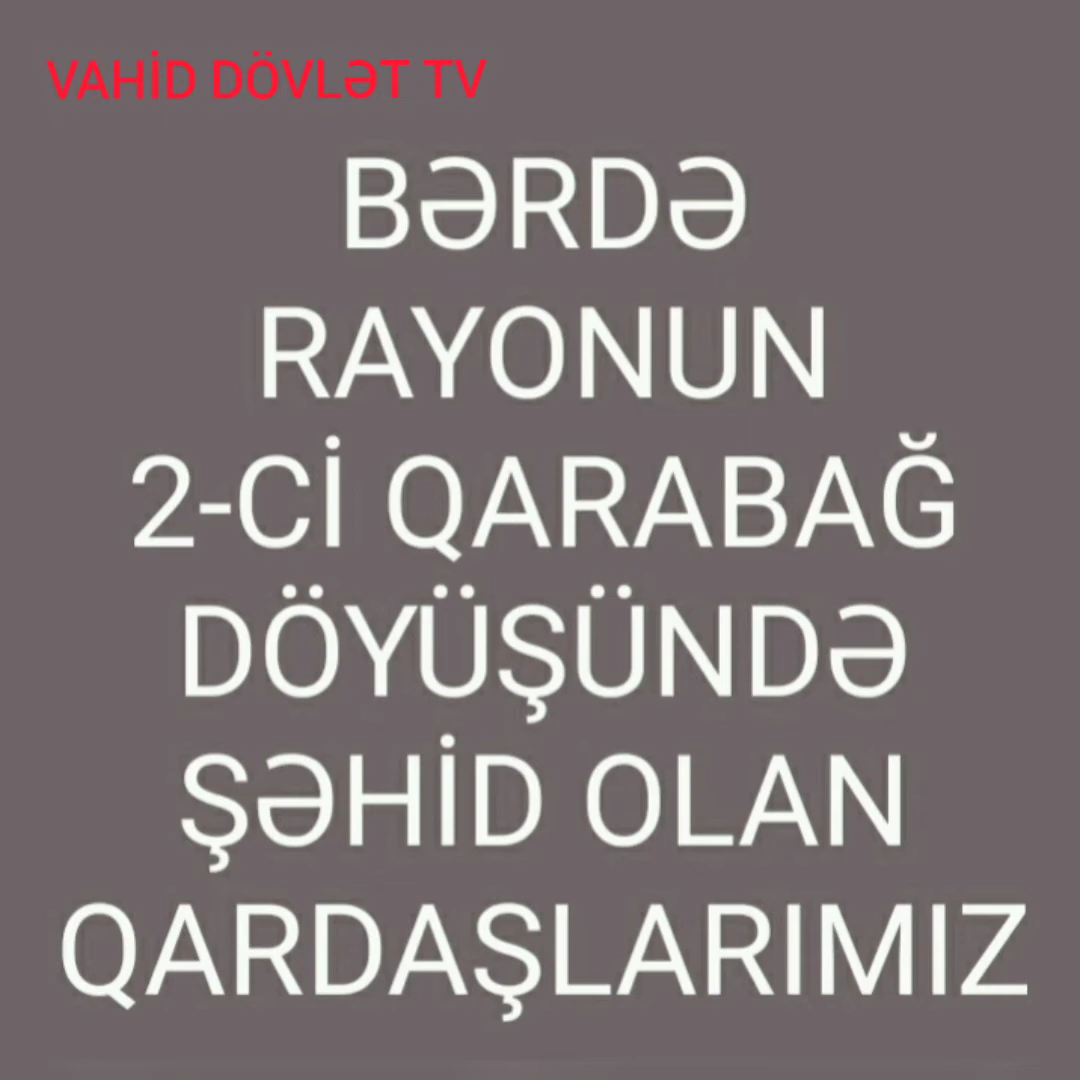 VAHİD DÖVLƏT TV
BƏRDƏ
RAYONUN
2-Cİ QARABAĞ
DÖYÜŞÜNDƏ
ŞƏHİD OLAN
QARDAŞLARIMIZ